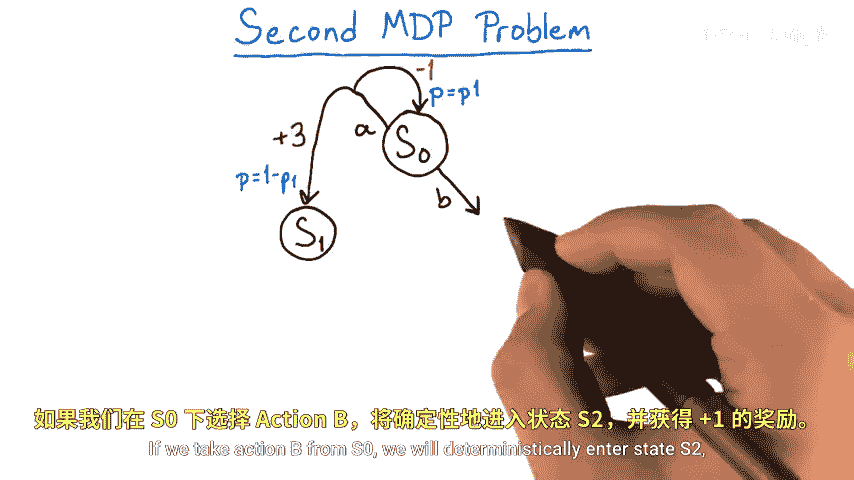 Second MDP Problem
-1
p=p1
+3
a
S0
p=1-p1
b
S1
如果我们在 S0 下选择 Action B，将确定性地进入状态 S2，并获得 +1 的奖励。
If we take action B from S0, we will deterministically enter state S2,